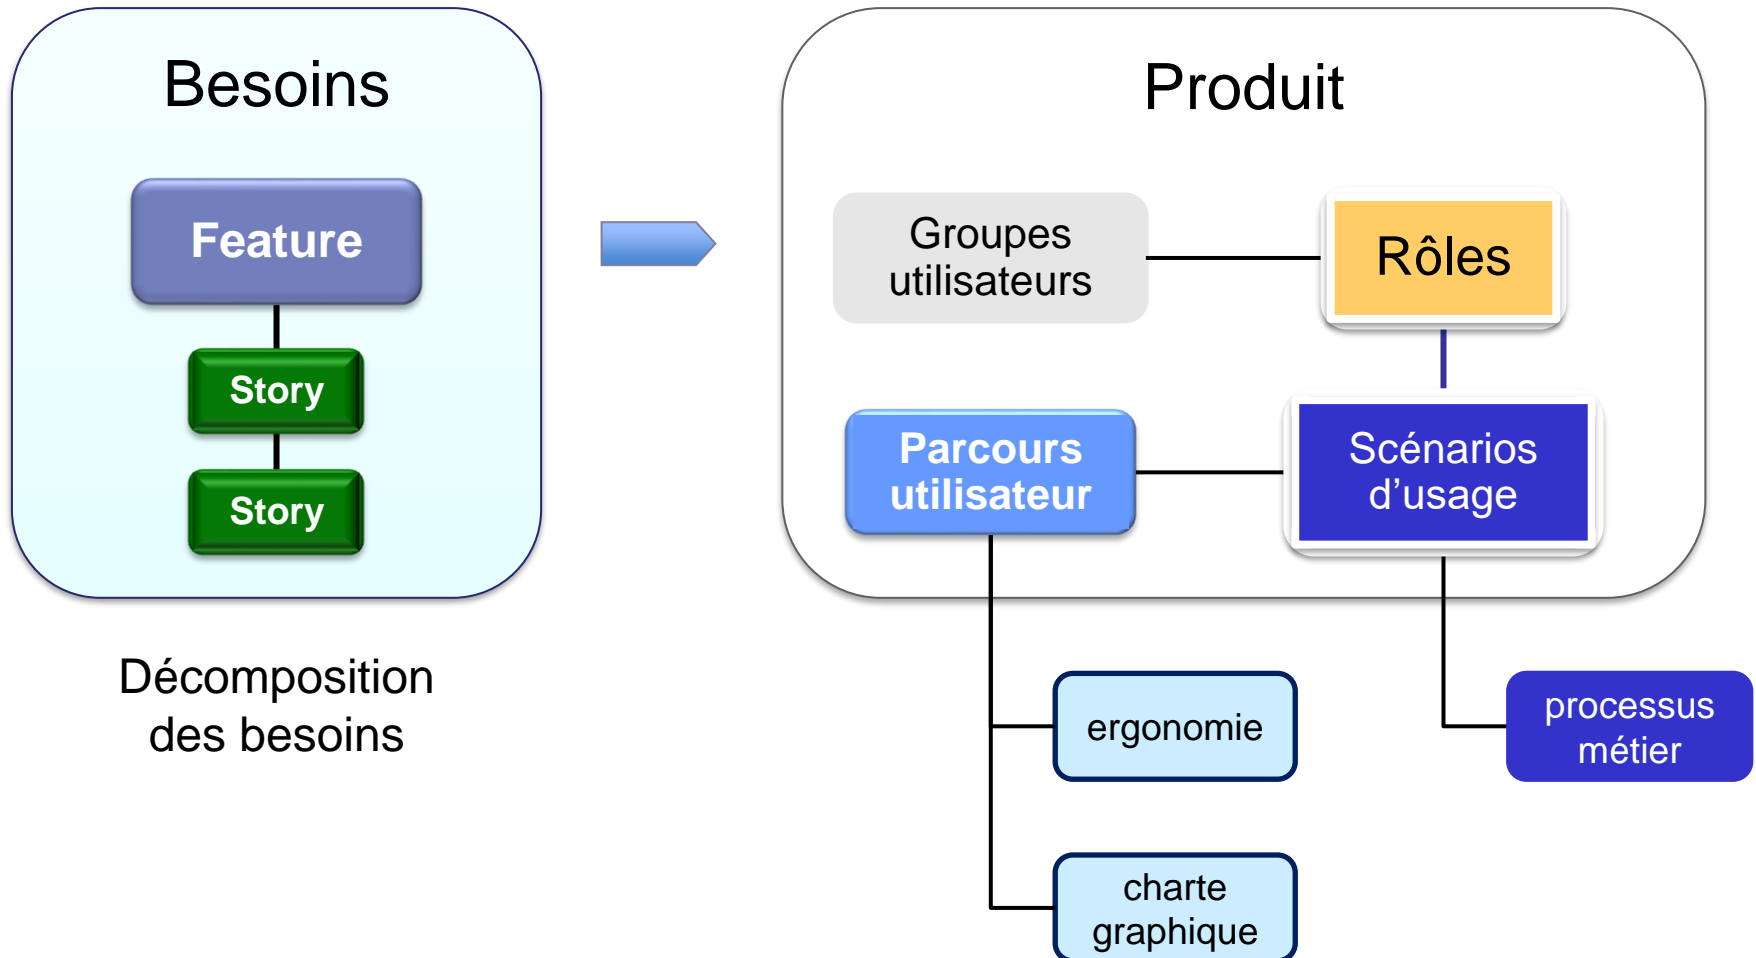 Besoins
Feature
Story
Story
Décomposition
des besoins
Produit
Groupes
utilisateurs
Rôles
Parcours
utilisateur
Scénarios
d’usage
ergonomie
processus
métier
charte
graphique